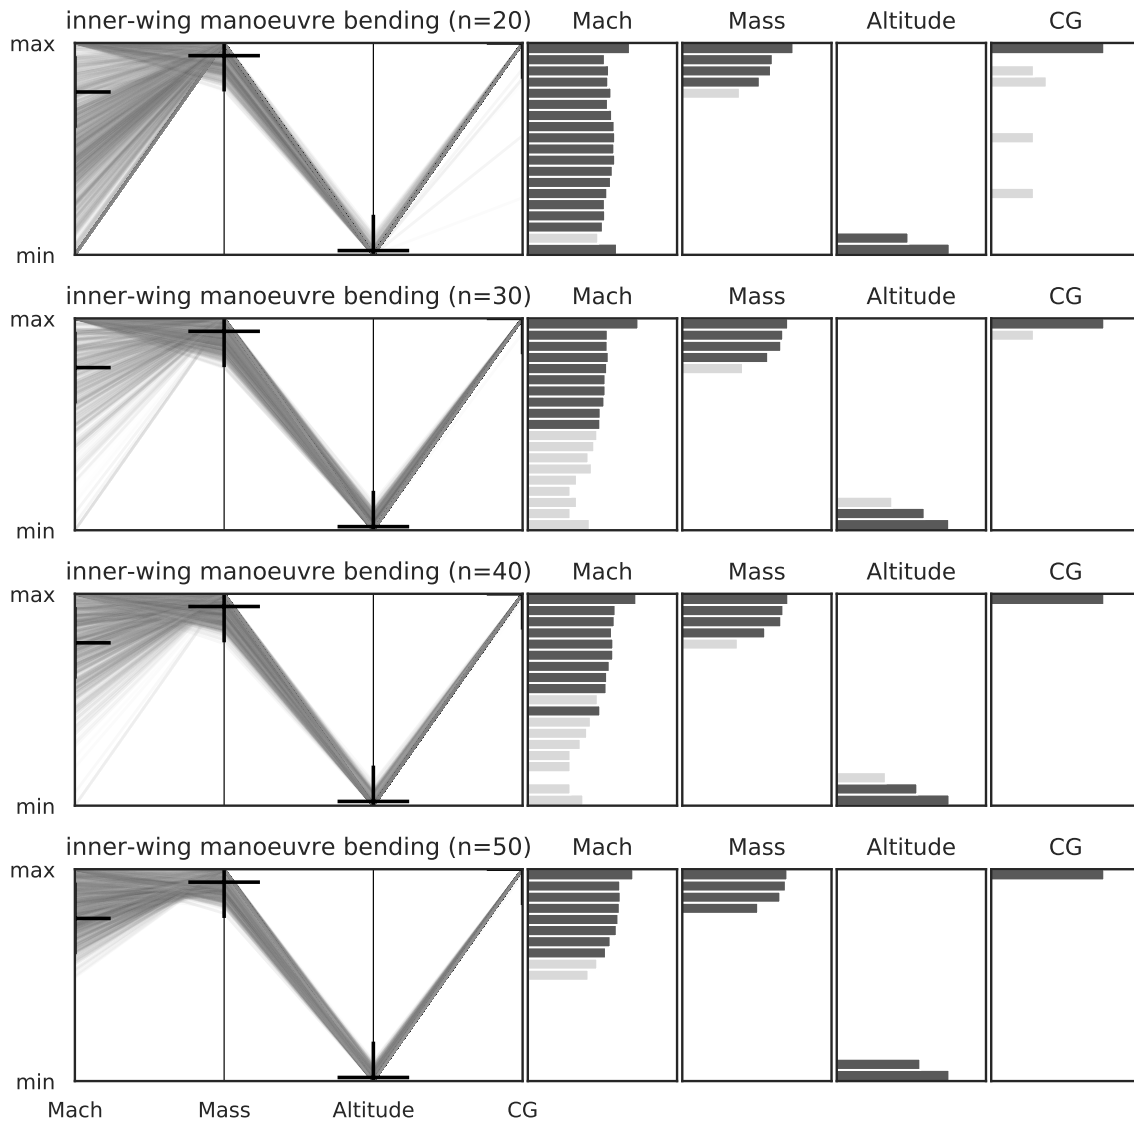 inner-wing manoeuvre bending (n=20) Mach Mass Altitude CG
max
min
inner-wing manoeuvre bending (n=30) Mach Mass Altitude CG
max
min
inner-wing manoeuvre bending (n=40) Mach Mass Altitude CG
max
min
inner-wing manoeuvre bending (n=50) Mach Mass Altitude CG
max
min
Mach Mass Altitude CG